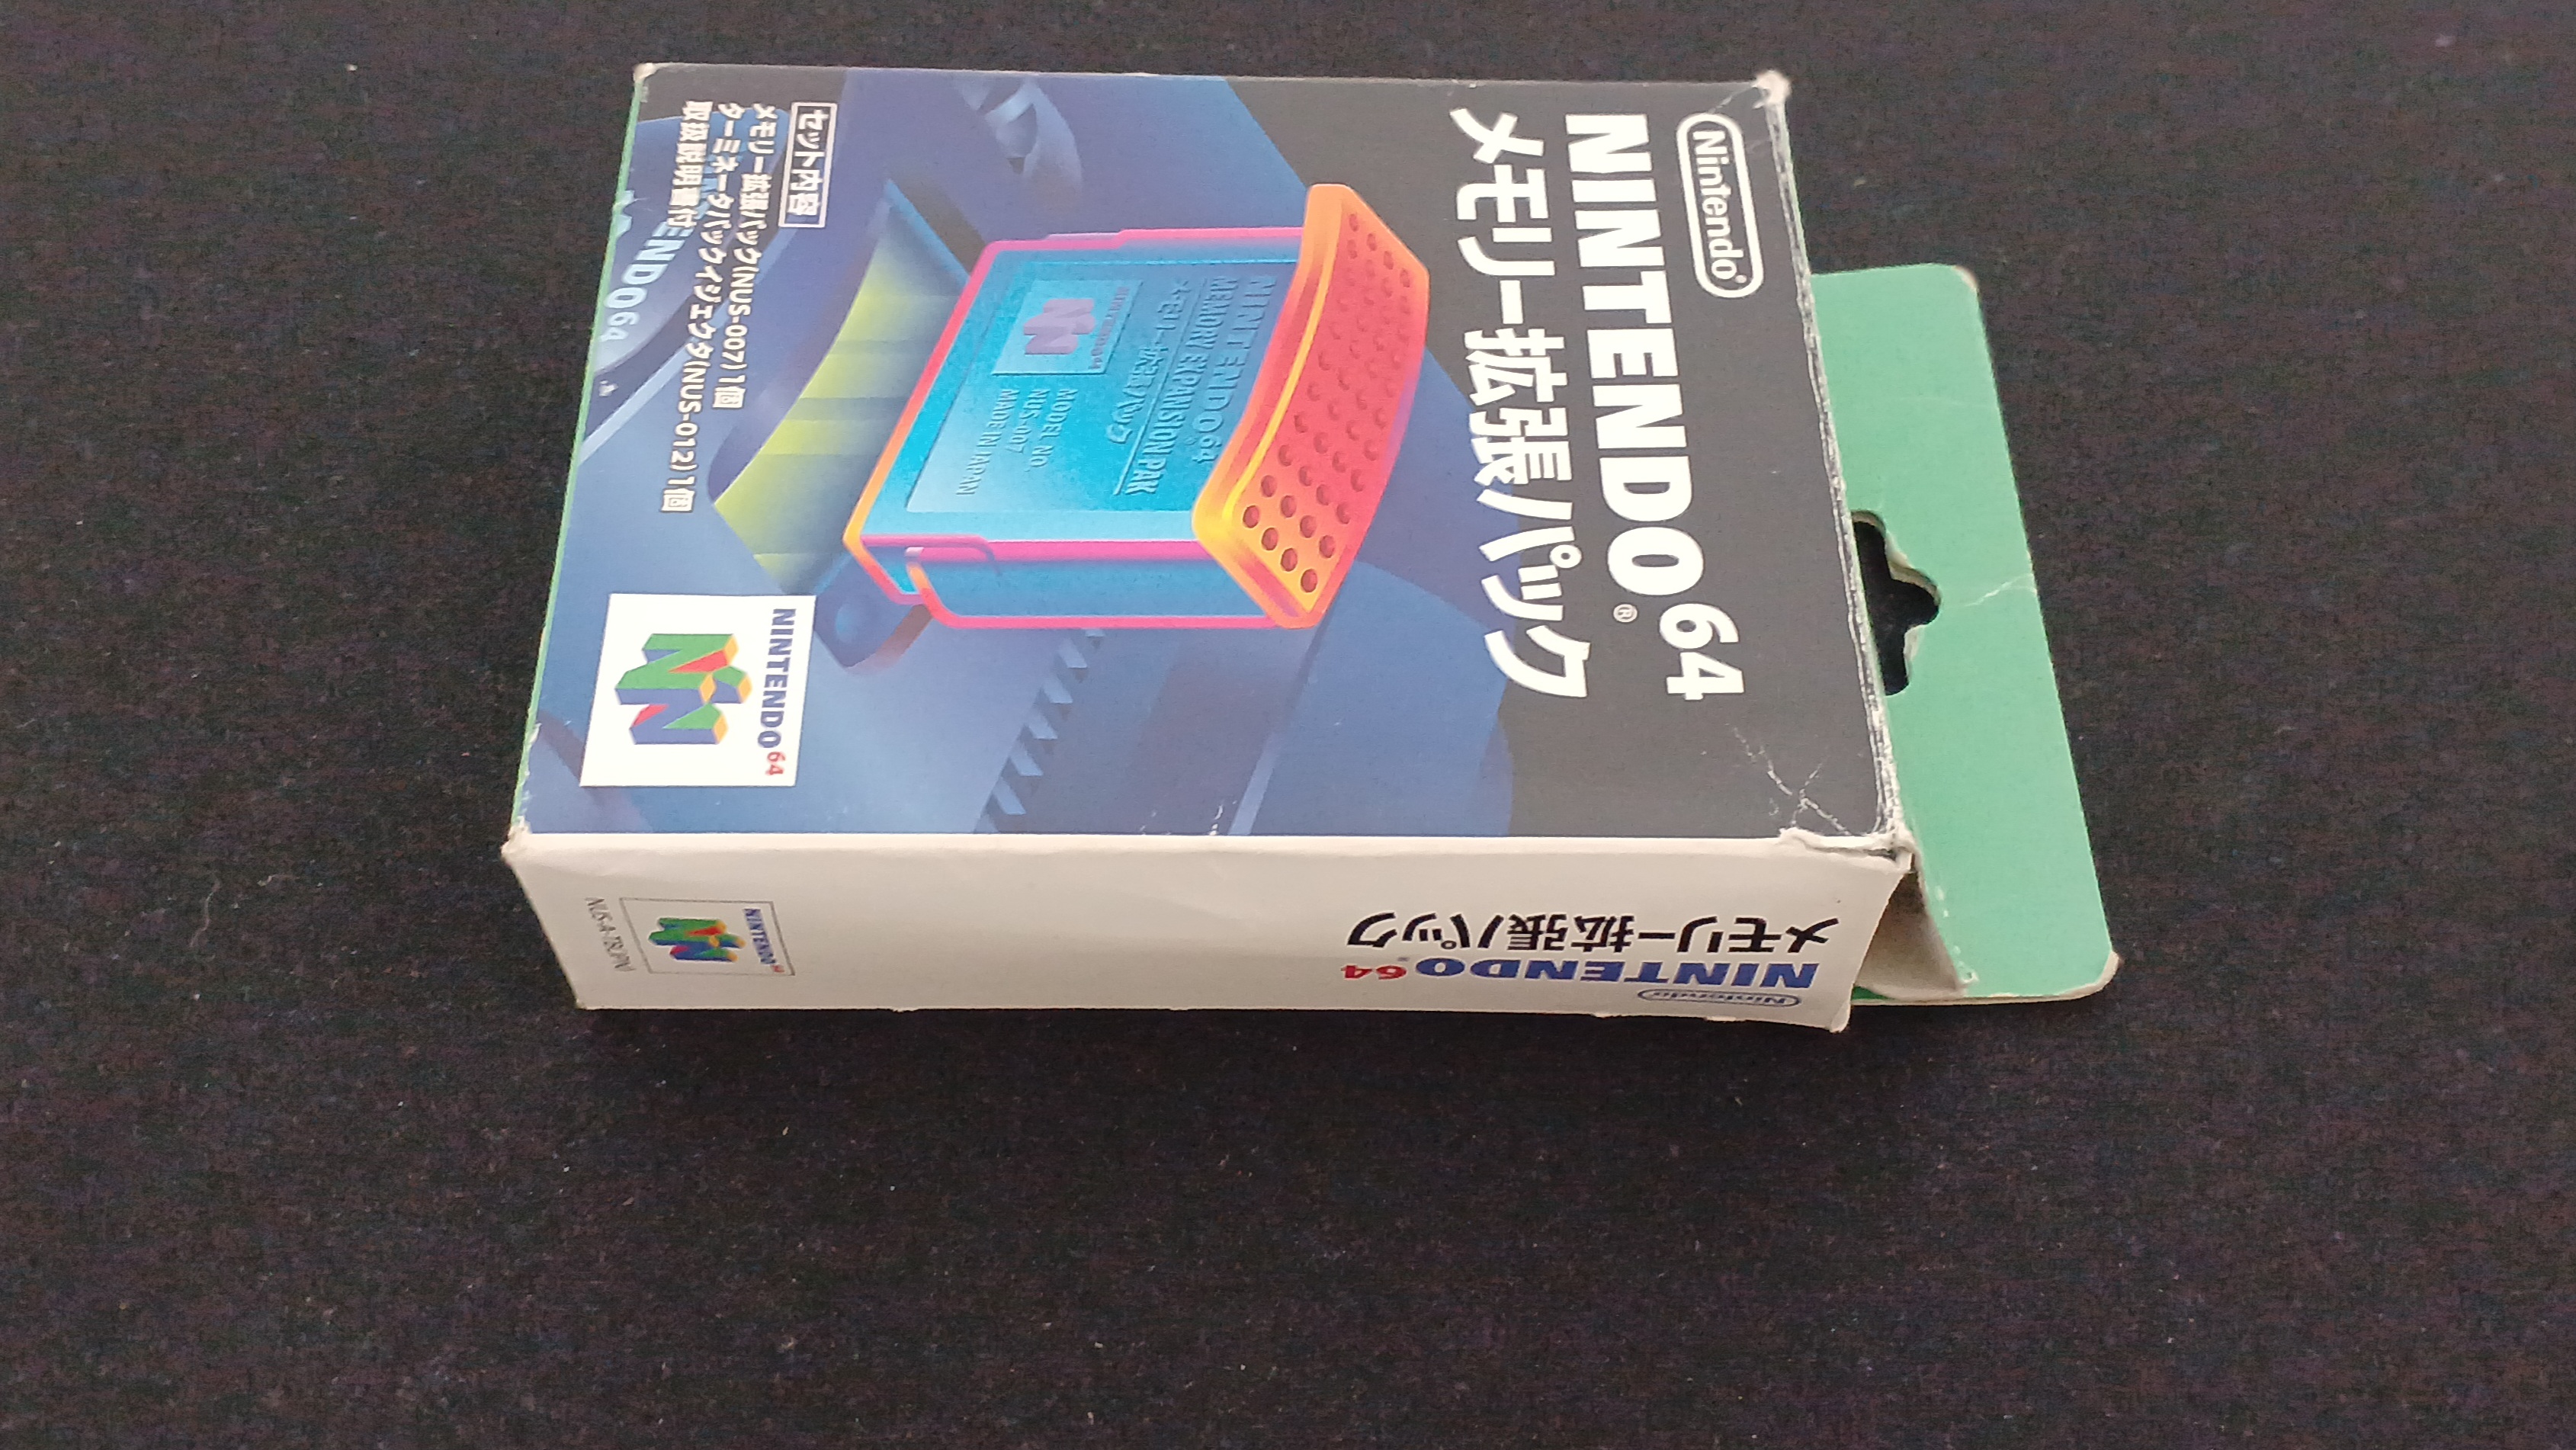 Nintendo®
NINTENDO64®
メモリー拡張パック
NINTENDO64
MEMORY EXPANSION PAK
メモリー拡張パック
MODEL NO.
NUS-007
MADE IN JAPAN
セット内容
メモリー拡張パック(NUS-007)1個
ターミネータパックイジェクタ(NUS-012)1個
取扱説明書付
ENDO64
NINTENDO64
Nintendo
NINTENDO64
メモリー拡張パック
NINTENDO64